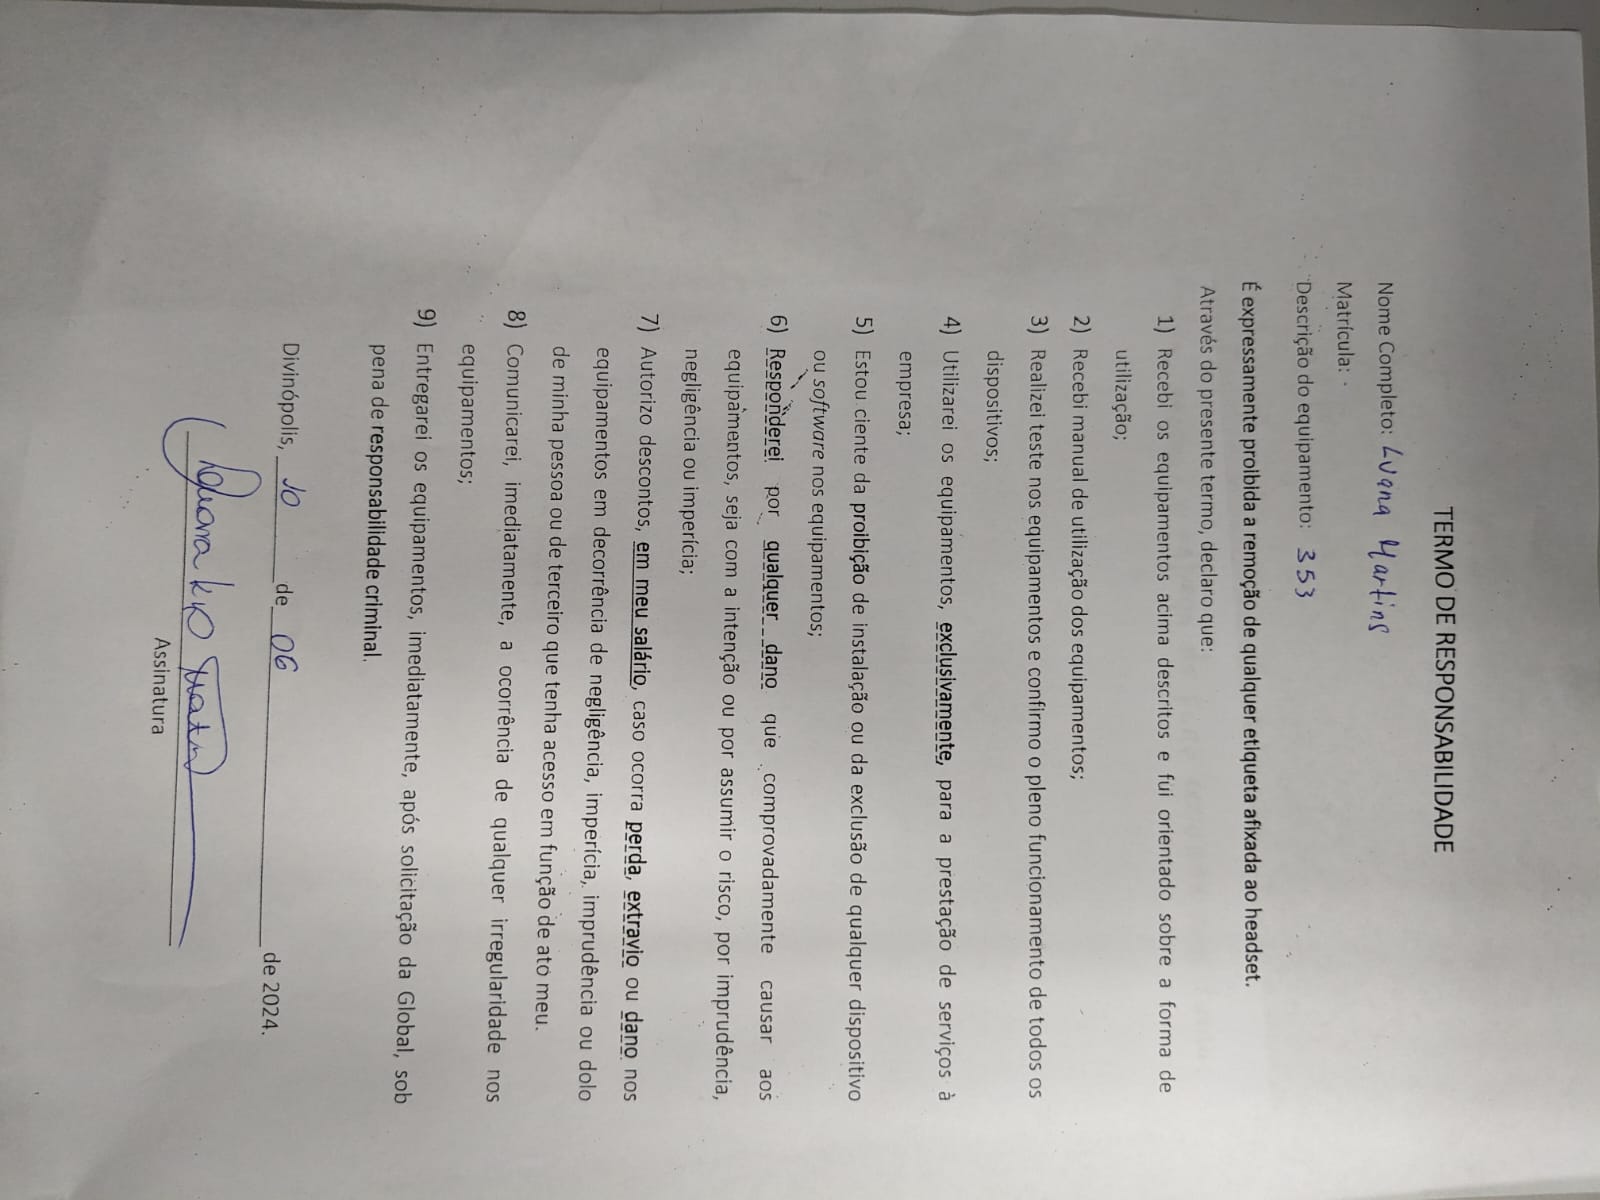 TERMO DE RESPONSABILIDADE
Nome Completo: Luana Martins
Matrícula:
Descrição do equipamento: 353
É expressamente proibida a remoção de qualquer etiqueta afixada ao headset.
Através do presente termo, declaro que:
1) Recebi os equipamentos acima descritos e fui orientado sobre a forma de
utilização;
2) Recebi manual de utilização dos equipamentos;
3) Realizei teste nos equipamentos e confirmo o pleno funcionamento de todos os
dispositivos;
4) Utilizarei os equipamentos, exclusivamente, para a prestação de serviços à
empresa;
5) Estou ciente da proibição de instalação ou da exclusão de qualquer dispositivo
ou software nos equipamentos;
6) Responderei por qualquer dano que comprovadamente causar aos
equipamentos, seja com a intenção ou por assumir o risco, por imprudência,
negligência ou imperícia;
7) Autorizo descontos, em meu salário, caso ocorra perda, extravio ou dano nos
equipamentos em decorrência de negligência, imperícia, imprudência ou dolo
de minha pessoa ou de terceiro que tenha acesso em função de ato meu.
8) Comunicarei, imediatamente, a ocorrência de qualquer irregularidade nos
equipamentos;
9) Entregarei os equipamentos, imediatamente, após solicitação da Global, sob
pena de responsabilidade criminal.
Divinópolis, 10 de 06 de 2024.
Assinatura